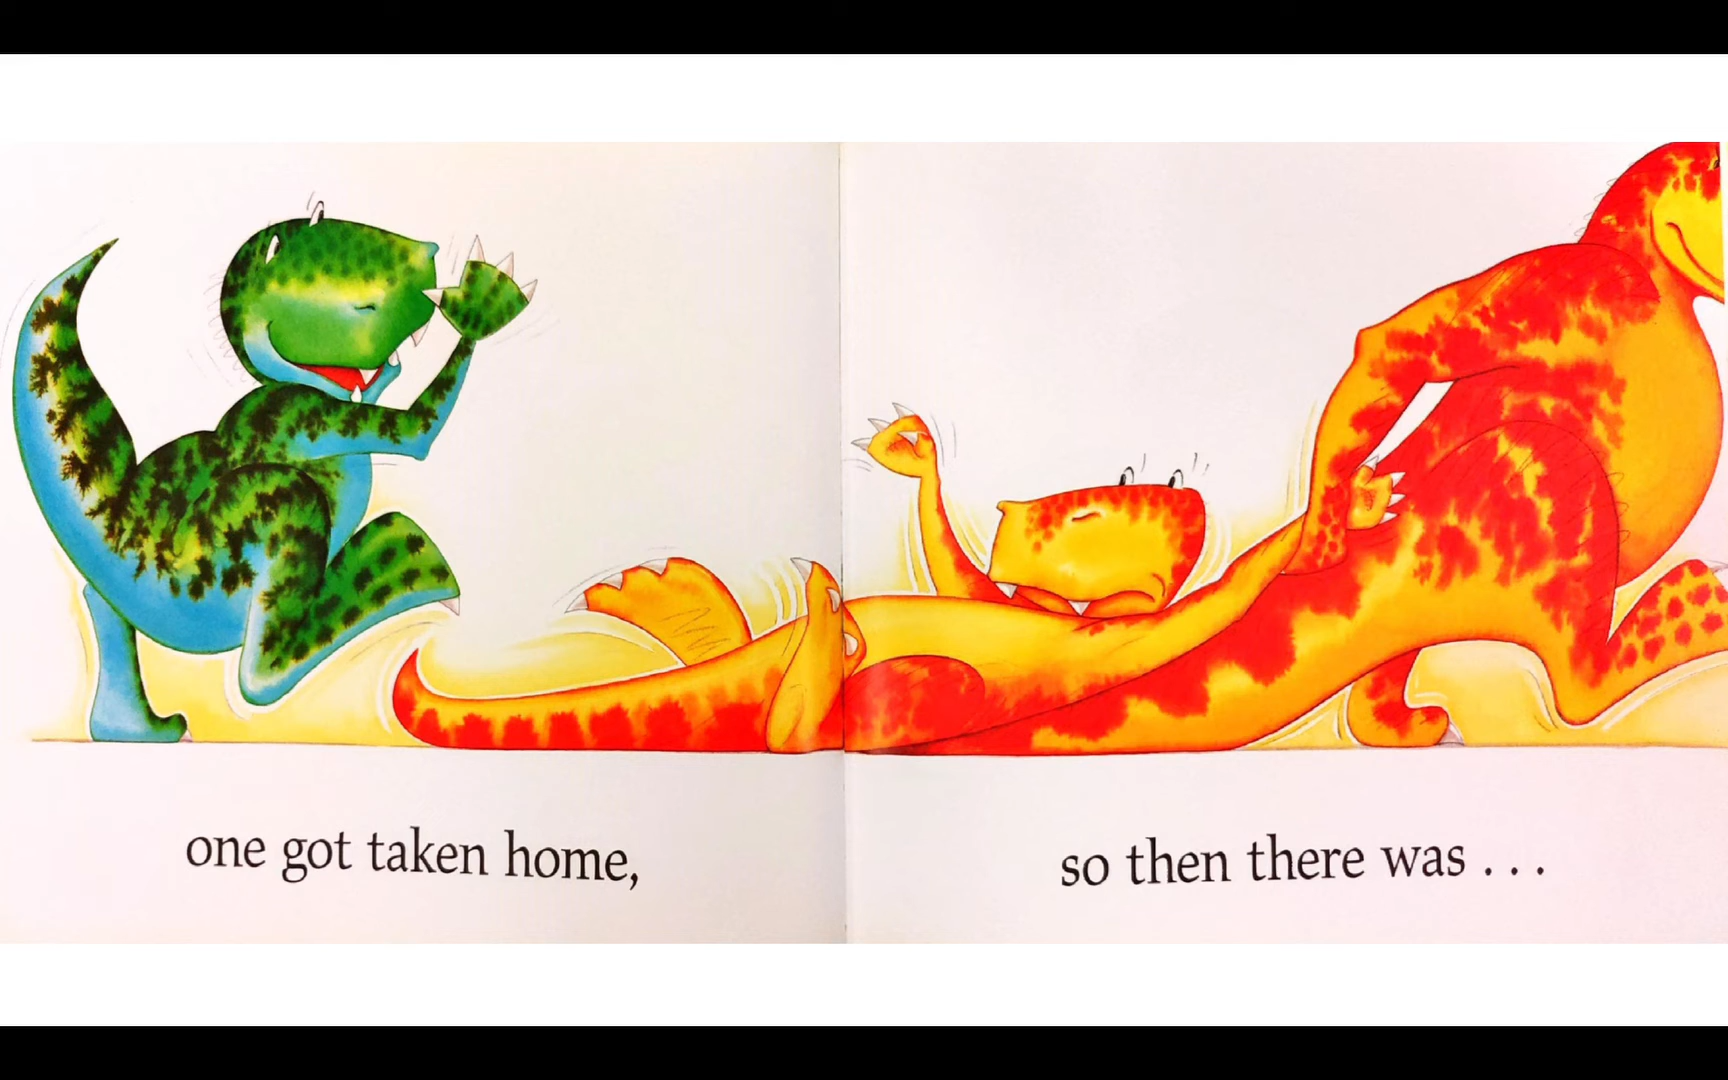 one got taken home,
so then there was . . .